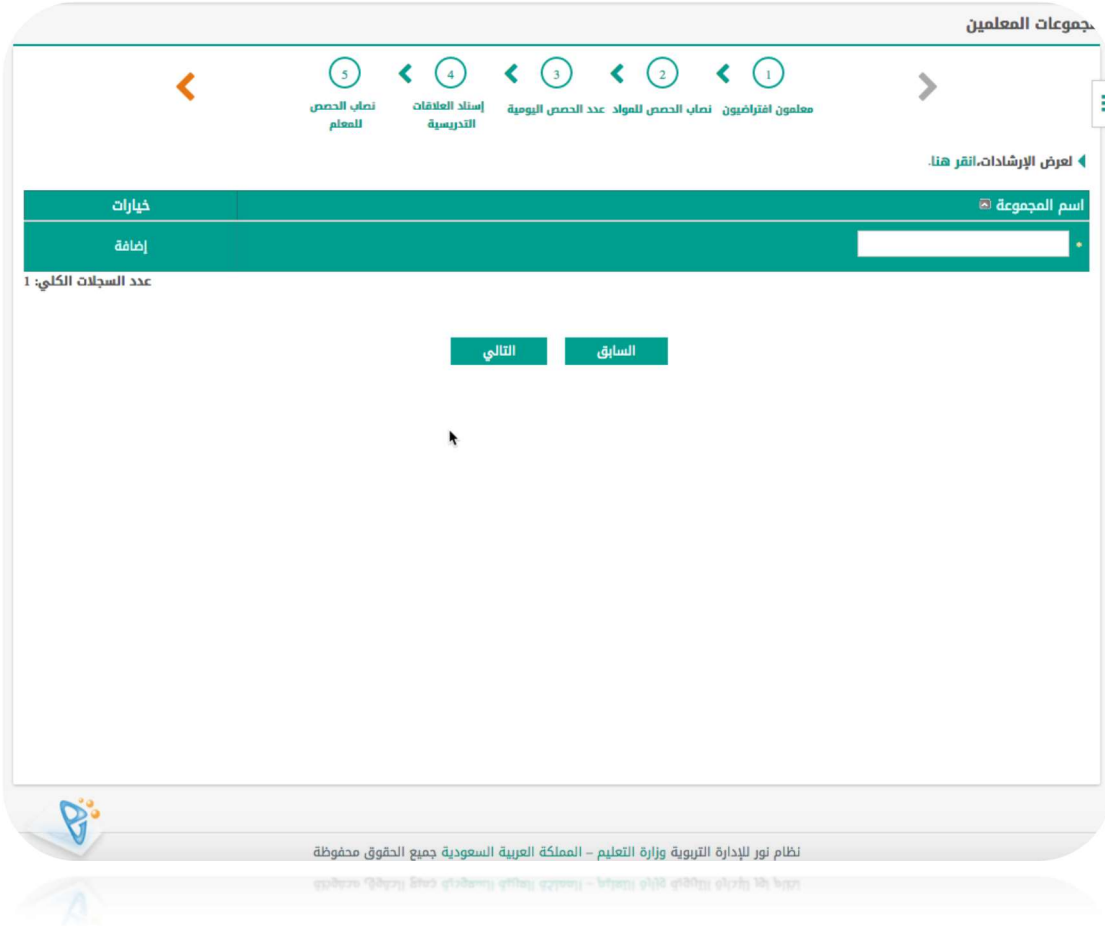 مجموعات المعلمين
1 2 3 4 5
معلمون افتراضيون نصاب الحصص للمواد عدد الحصص اليومية إسناد العلاقات التدريسية نصاب الحصص للمعلم
لعرض الإرشادات،انقر هنا.
اسم المجموعة خيارات
* إضافة
عدد السجلات الكلي: 1
السابق التالي
نظام نور للإدارة التربوية وزارة التعليم – المملكة العربية السعودية جميع الحقوق محفوظة